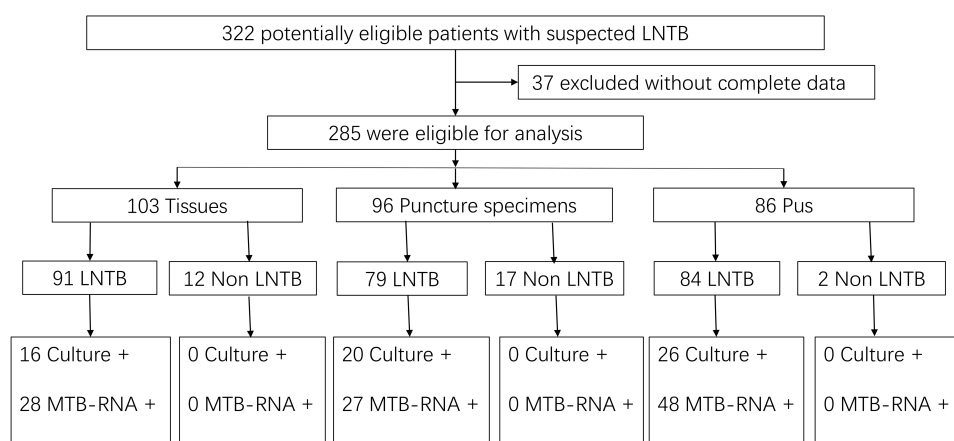 322 potentially eligible patients with suspected LNTB
37 excluded without complete data
285 were eligible for analysis
103 Tissues
96 Puncture specimens
86 Pus
91 LNTB
12 Non LNTB
79 LNTB
17 Non LNTB
84 LNTB
2 Non LNTB
16 Culture +
28 MTB-RNA +
0 Culture +
0 MTB-RNA +
20 Culture +
27 MTB-RNA +
0 Culture +
0 MTB-RNA +
26 Culture +
48 MTB-RNA +
0 Culture +
0 MTB-RNA +